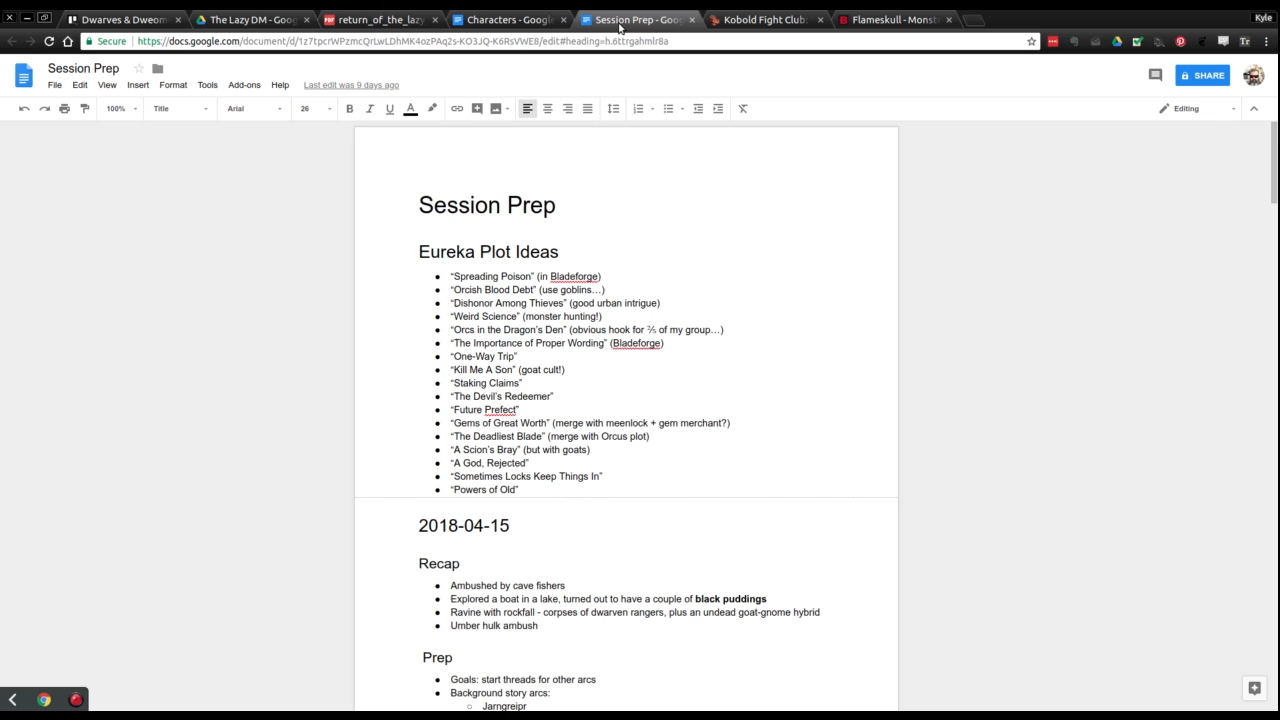 Dwarves & Dweom
The Lazy DM - Goo
PDF return_of_the_lazy
Characters - Google
Session Prep - Goo
Kobold Fight Club
Flameskull - Monst
Kyle
Secure
https://docs.google.com/document/d/1z7tpcrWPzmcQrLwLDhMK4ozPAq2s-KO3JQ-K6RsVWE8/edit#heading=h.6ttrgahmlr8a
Tr
Session Prep
SHARE
File Edit View Insert Format Tools Add-ons Help Last edit was 9 days ago
100% Title Arial 26 B I U A Editing
Session Prep
Eureka Plot Ideas
● “Spreading Poison” (in Bladeforge)
● “Orcish Blood Debt” (use goblins…)
● “Dishonor Among Thieves” (good urban intrigue)
● “Weird Science” (monster hunting!)
● “Orcs in the Dragon’s Den” (obvious hook for ⅖ of my group…)
● “The Importance of Proper Wording” (Bladeforge)
● “One-Way Trip”
● “Kill Me A Son” (goat cult!)
● “Staking Claims”
● “The Devil’s Redeemer”
● “Future Prefect”
● “Gems of Great Worth” (merge with meenlock + gem merchant?)
● “The Deadliest Blade” (merge with Orcus plot)
● “A Scion’s Bray” (but with goats)
● “A God, Rejected”
● “Sometimes Locks Keep Things In”
● “Powers of Old”
2018-04-15
Recap
● Ambushed by cave fishers
● Explored a boat in a lake, turned out to have a couple of black puddings
● Ravine with rockfall - corpses of dwarven rangers, plus an undead goat-gnome hybrid
● Umber hulk ambush
Prep
● Goals: start threads for other arcs
● Background story arcs:
○ Jarngreipr